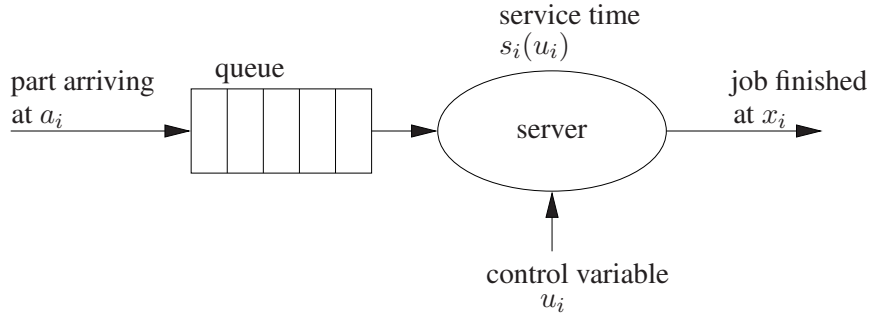 service time
s_i(u_i)
part arriving
at a_i
queue
server
job finished
at x_i
control variable
u_i